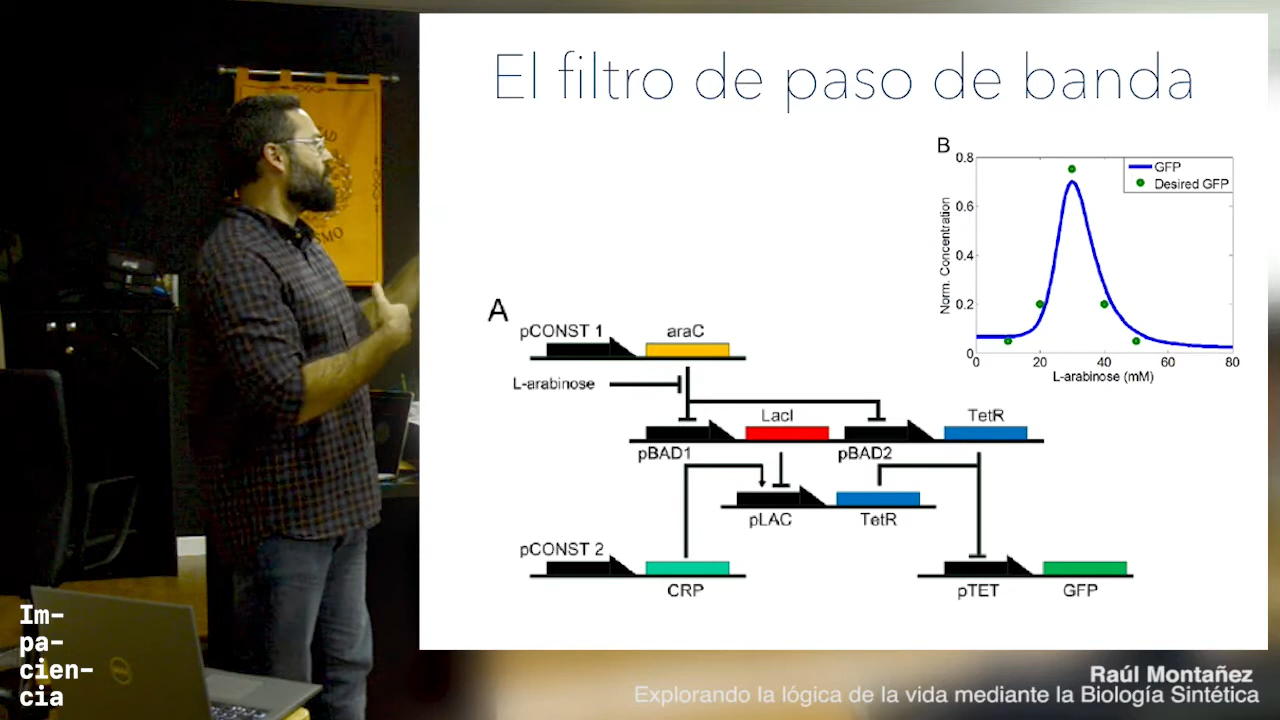 El filtro de paso de banda
B
0.8
0.6
0.4
0.2
0
Norm. Concentration
GFP
Desired GFP
0 20 40 60 80
L-arabinose (mM)
A
pCONST 1
araC
L-arabinose
LacI
TetR
pBAD1
pBAD2
pLAC
TetR
pCONST 2
CRP
pTET
GFP
SMO
Im-
pa-
cien-
cia
Raúl Montañez
Explorando la lógica de la vida mediante la Biología Sintética